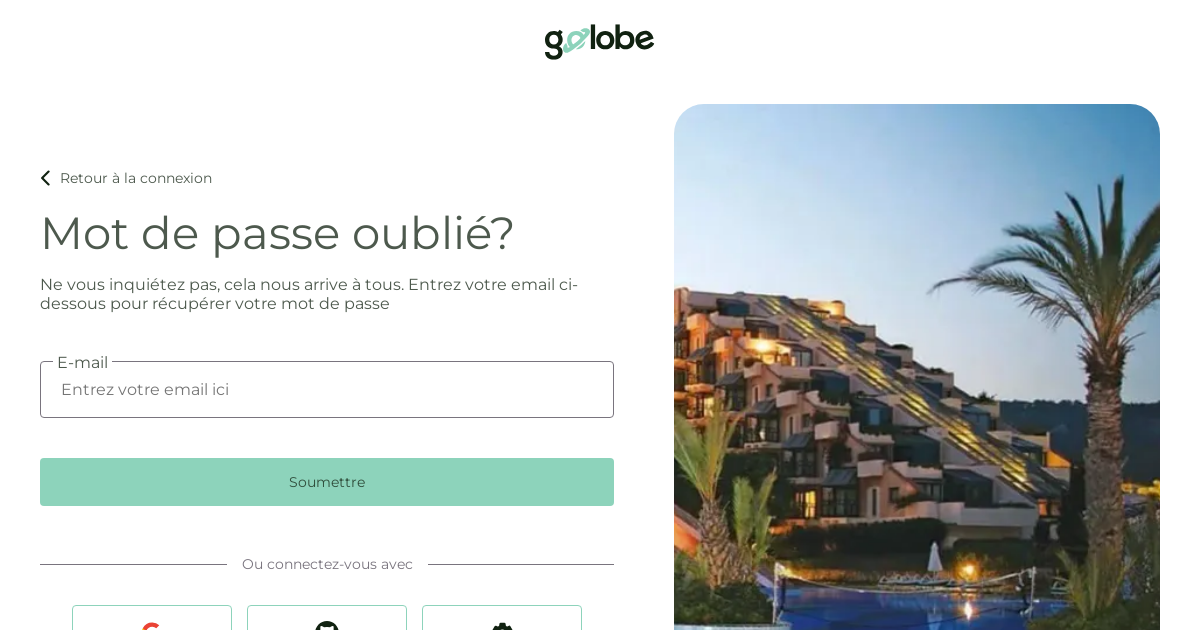 golobe
Retour à la connexion
Mot de passe oublié?
Ne vous inquiétez pas, cela nous arrive à tous. Entrez votre email ci-
dessous pour récupérer votre mot de passe
E-mail
Entrez votre email ici
Soumettre
Ou connectez-vous avec